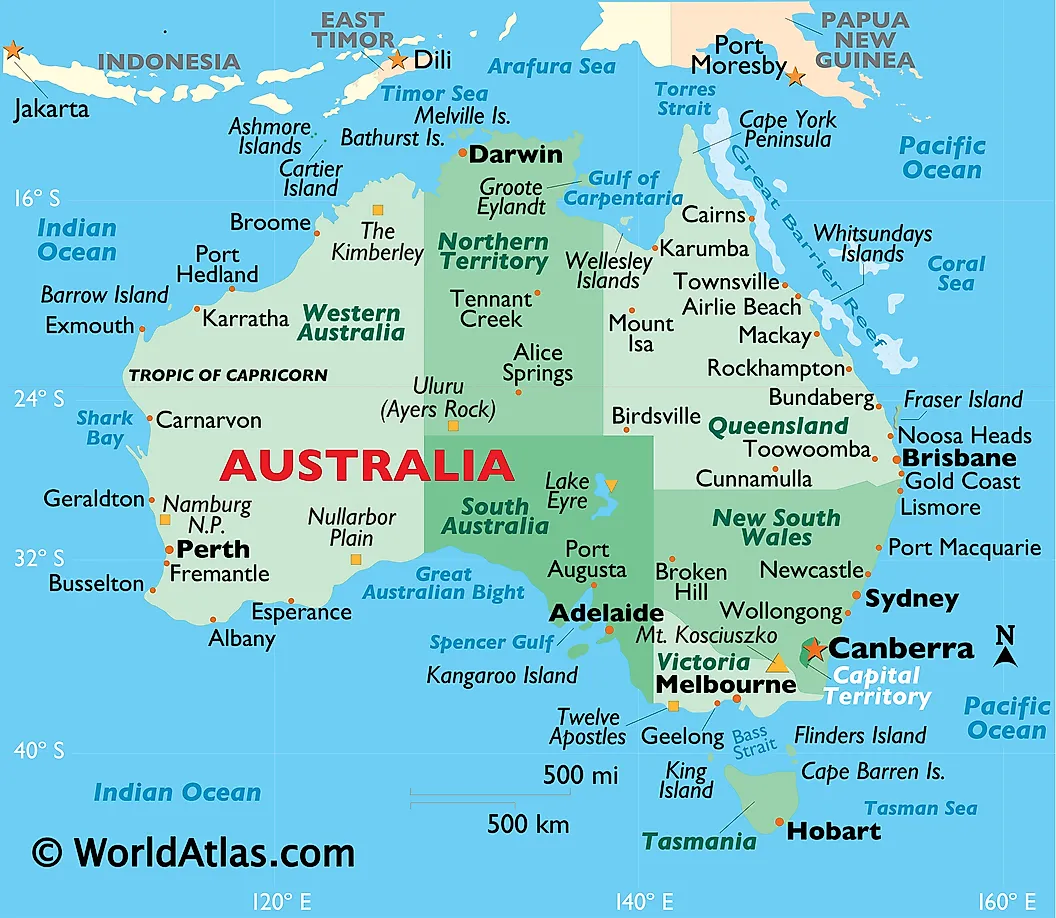 EAST
TIMOR
PAPUA
NEW
GUINEA
INDONESIA
Dili
Arafura Sea
Port
Moresby
Jakarta
Timor Sea
Torres
Strait
Melville Is.
Ashmore
Islands
Bathurst Is.
Cape York
Peninsula
Cartier
Island
Darwin
Pacific
Ocean
16° S
Groote
Eylandt
Gulf of
Carpentaria
Great Barrier Reef
Indian
Ocean
Broome
The
Kimberley
Cairns
Northern
Territory
Karumba
Whitsundays
Islands
Port
Hedland
Wellesley
Islands
Coral
Sea
Barrow Island
Townsville
Exmouth
Karratha
Western
Australia
Tennant
Creek
Airlie Beach
Mount
Isa
Mackay
TROPIC OF CAPRICORN
Alice
Springs
Rockhampton
24° S
Uluru
(Ayers Rock)
Bundaberg
Fraser Island
Shark
Bay
Carnarvon
Birdsville
Queensland
Noosa Heads
Toowoomba
Brisbane
AUSTRALIA
Cunnamulla
Gold Coast
Geraldton
Namburg
N.P.
Lake
Eyre
Lismore
Nullarbor
Plain
South
Australia
New South
Wales
32° S
Perth
Port
Augusta
Port Macquarie
Fremantle
Great
Australian Bight
Broken
Hill
Newcastle
Busselton
Esperance
Adelaide
Wollongong
Sydney
Albany
Spencer Gulf
Mt. Kosciuszko
Canberra
N
Kangaroo Island
Victoria
Melbourne
Capital
Territory
Twelve
Apostles
Geelong
Bass
Strait
Flinders Island
Pacific
Ocean
40° S
500 mi
King
Island
Cape Barren Is.
Indian Ocean
500 km
Tasman Sea
Tasmania
Hobart
© WorldAtlas.com
120° E
140° E
160° E